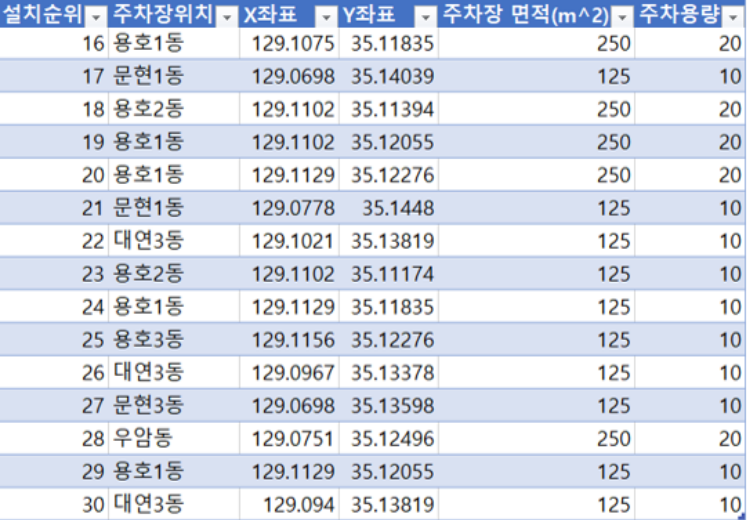 설치순위 주차장위치 X좌표 Y좌표 주차장 면적(m^2) 주차용량
16 용호1동 129.1075 35.11835 250 20
17 문현1동 129.0698 35.14039 125 10
18 용호2동 129.1102 35.11394 250 20
19 용호1동 129.1102 35.12055 250 20
20 용호1동 129.1129 35.12276 250 20
21 문현1동 129.0778 35.1448 125 10
22 대연3동 129.1021 35.13819 125 10
23 용호2동 129.1102 35.11174 125 10
24 용호1동 129.1129 35.11835 125 10
25 용호3동 129.1156 35.12276 125 10
26 대연3동 129.0967 35.13378 125 10
27 문현3동 129.0698 35.13598 125 10
28 우암동 129.0751 35.12496 250 20
29 용호1동 129.1129 35.12055 125 10
30 대연3동 129.094 35.13819 125 10